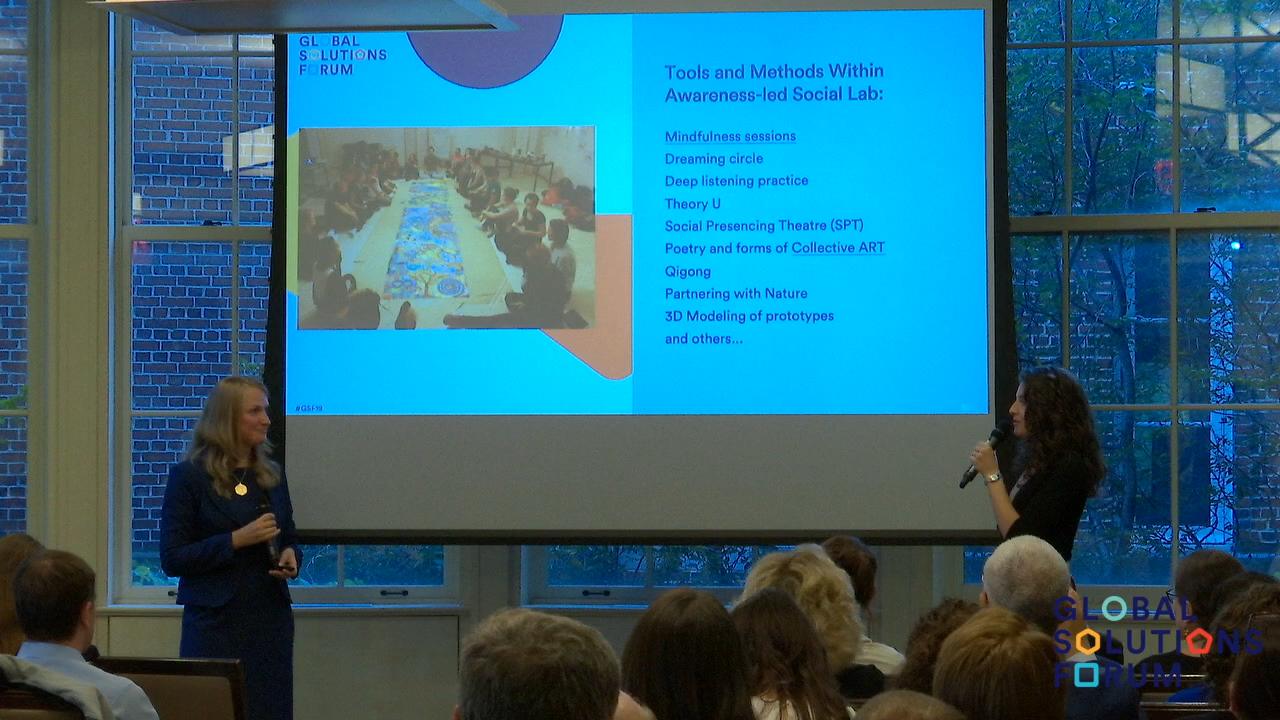 GLOBAL
SOLUTIONS
FORUM
Tools and Methods Within
Awareness-led Social Lab:
Mindfulness sessions
Dreaming circle
Deep listening practice
Theory U
Social Presencing Theatre (SPT)
Poetry and forms of Collective ART
Qigong
Partnering with Nature
3D Modeling of prototypes
and others...
#GSF19
GLOBAL
SOLUTIONS
FORUM